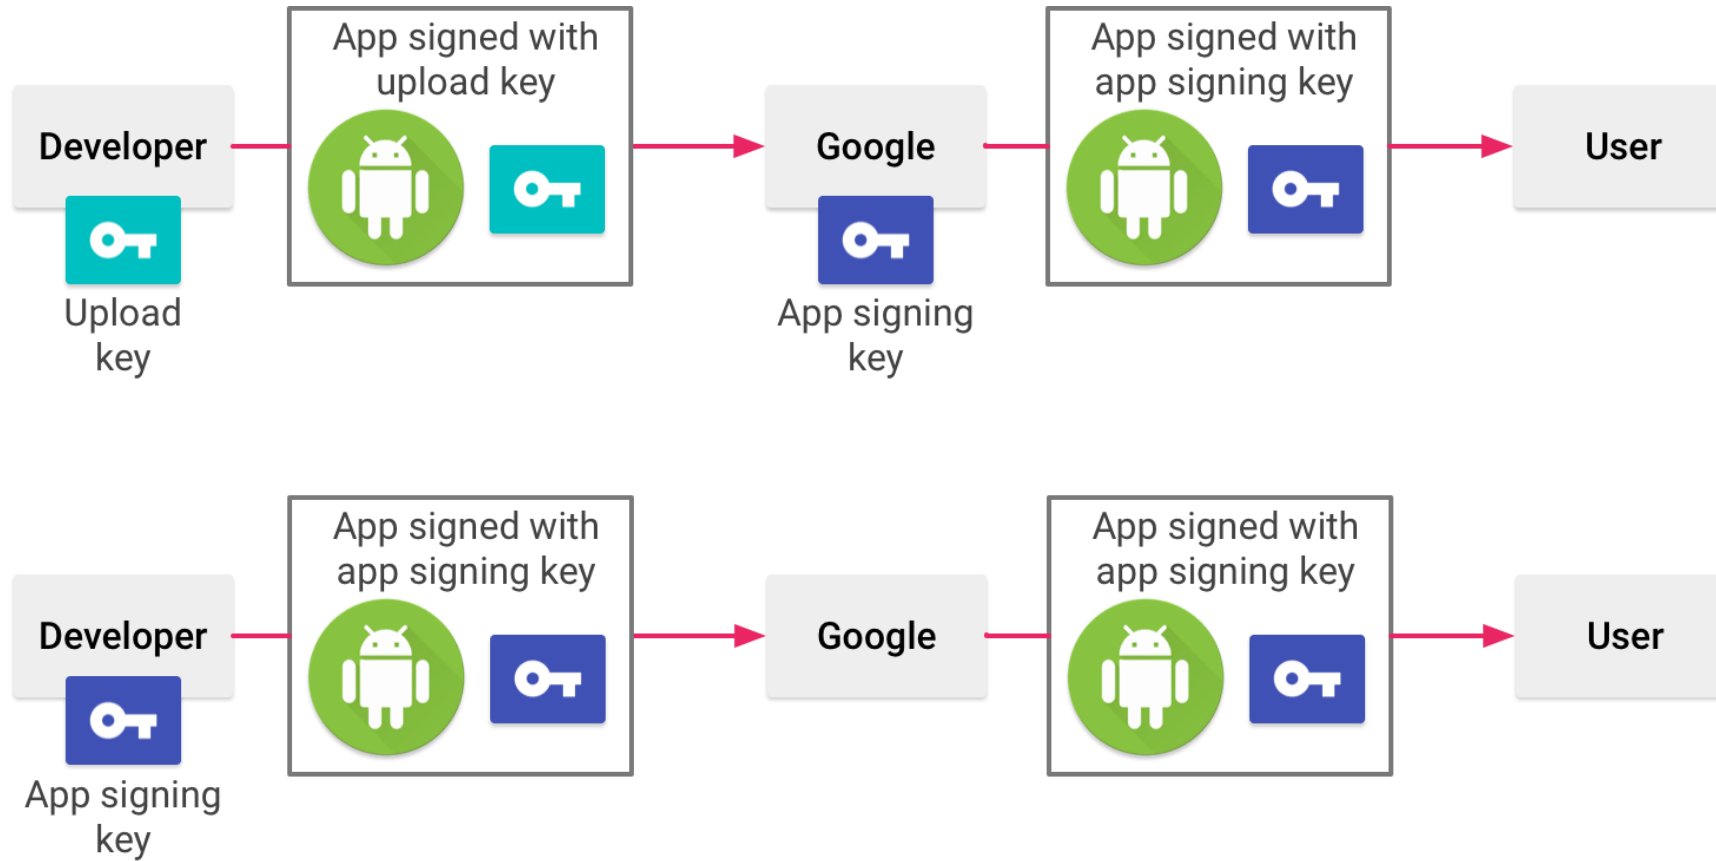 App signed with
upload key
App signed with
app signing key
Developer
Google
User
Upload
key
App signing
key
App signed with
app signing key
App signed with
app signing key
Developer
Google
User
App signing
key